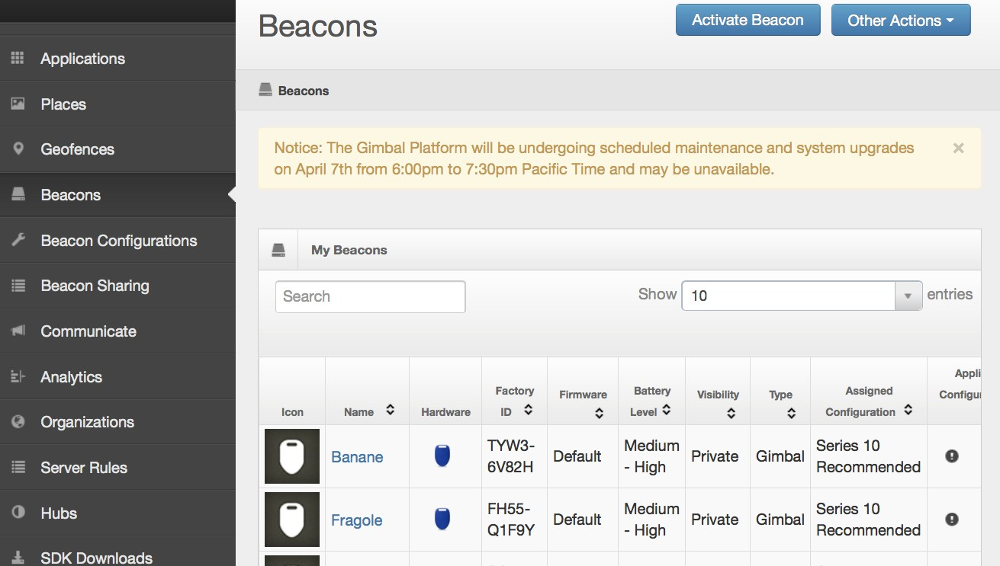 Beacons
Activate Beacon
Other Actions
Applications
Places
Geofences
Beacons
Beacon Configurations
Beacon Sharing
Communicate
Analytics
Organizations
Server Rules
Hubs
SDK Downloads
Beacons
Notice: The Gimbal Platform will be undergoing scheduled maintenance and system upgrades
on April 7th from 6:00pm to 7:30pm Pacific Time and may be unavailable.
My Beacons
Search
Show 10 entries
Icon
Name
Hardware
Factory
ID
Firmware
Battery
Level
Visibility
Type
Assigned
Configuration
Appli
Configur
Banane
TYW3-
6V82H
Default
Medium
- High
Private
Gimbal
Series 10
Recommended
Fragole
FH55-
Q1F9Y
Default
Medium
- High
Private
Gimbal
Series 10
Recommended